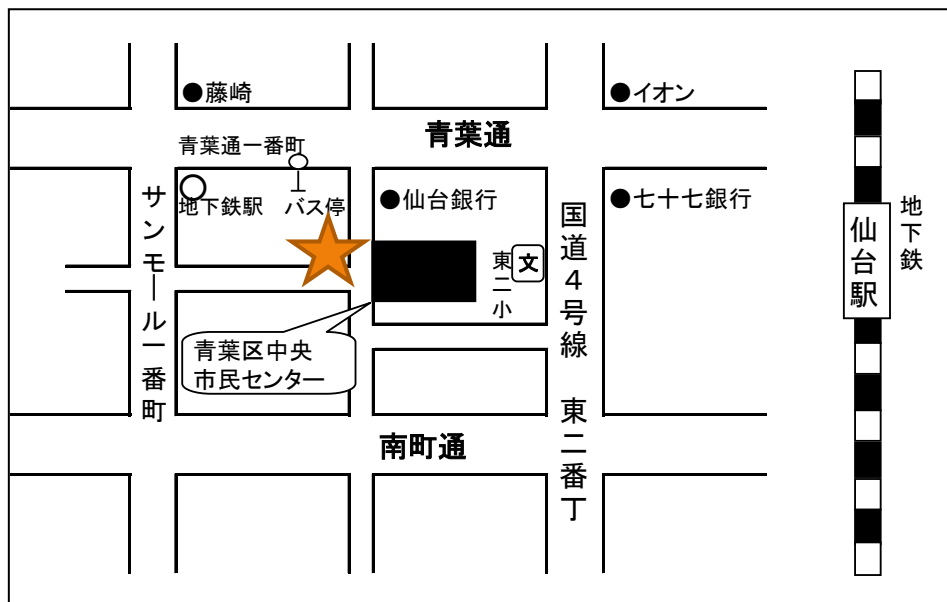 ●藤崎
●イオン
青葉通
青葉通一番町
地下鉄駅
バス停
●仙台銀行
●七十七銀行
サンモール一番町
東二小
文
国道4号線
東二番丁
仙台駅
地下鉄
青葉区中央
市民センター
南町通